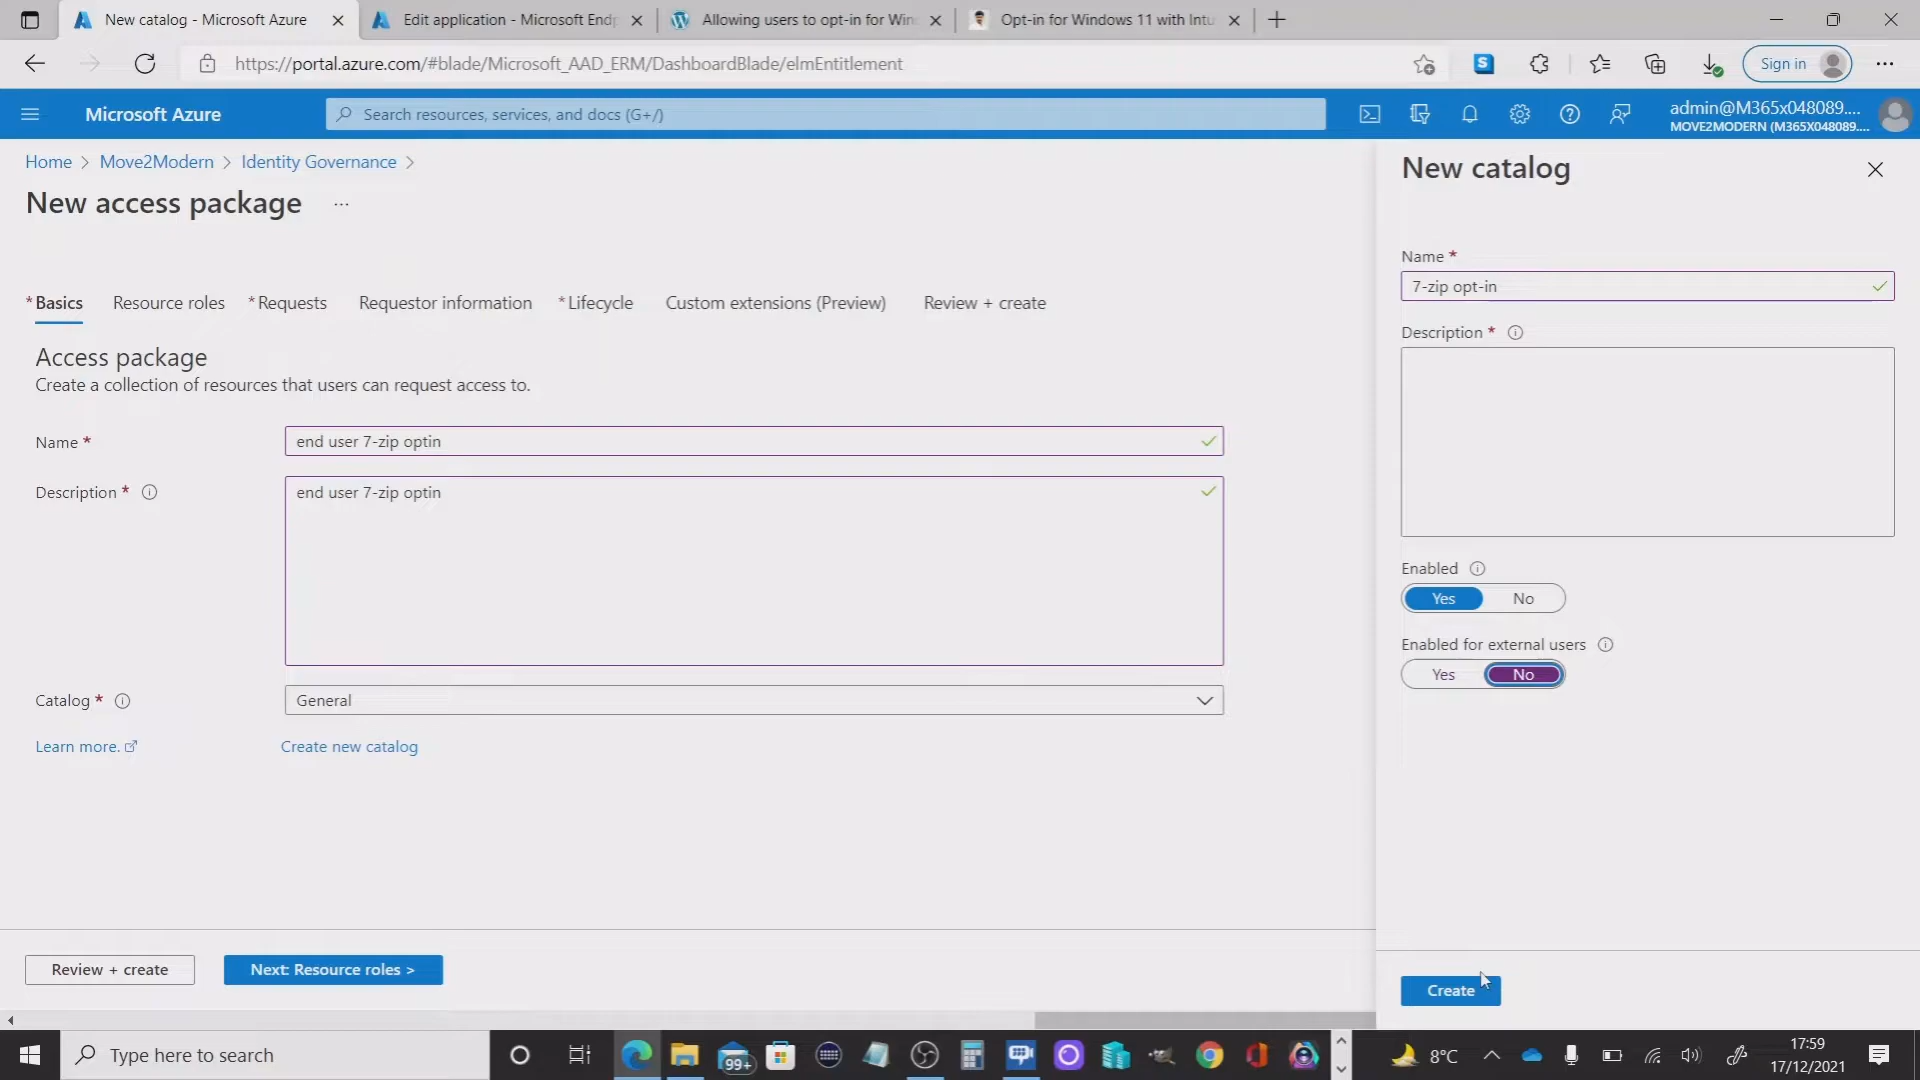 New catalog - Microsoft Azure
Edit application - Microsoft Endp
Allowing users to opt-in for Win
Opt-in for Windows 11 with Intu
https://portal.azure.com/#blade/Microsoft_AAD_ERM/DashboardBlade/elmEntitlement
Sign in
Microsoft Azure
Search resources, services, and docs (G+/)
admin@M365x048089....
MOVE2MODERN (M365X048089....
Home > Move2Modern > Identity Governance >
New access package ...
* Basics
Resource roles
* Requests
Requestor information
* Lifecycle
Custom extensions (Preview)
Review + create
Access package
Create a collection of resources that users can request access to.
Name *
end user 7-zip optin
Description *
end user 7-zip optin
Catalog *
General
Learn more.
Create new catalog
Review + create
Next: Resource roles >
New catalog
Name *
7-zip opt-in
Description *
Enabled
Yes
No
Enabled for external users
Yes
No
Create
Type here to search
99+
8°C
17:59
17/12/2021